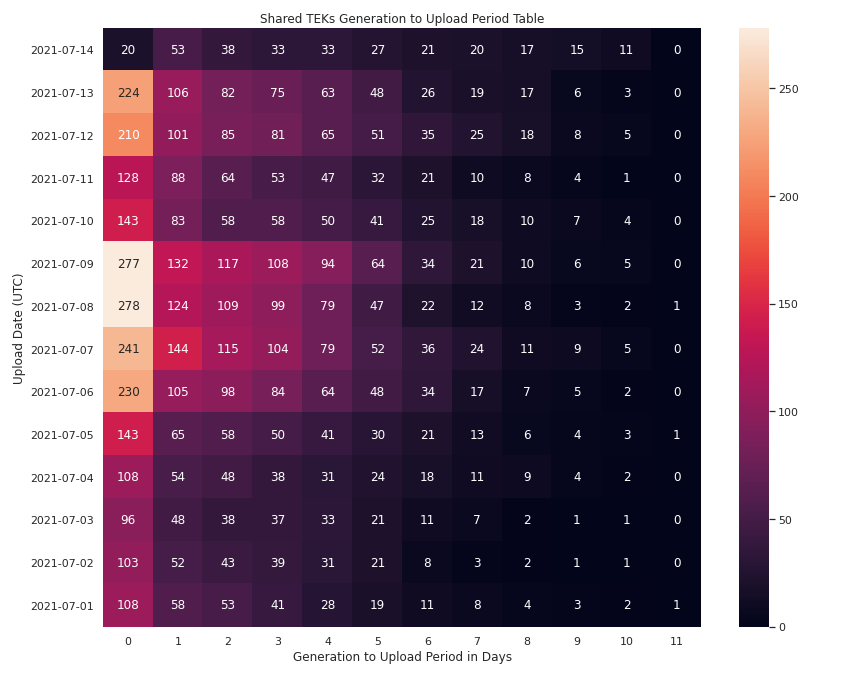 Shared TEKs Generation to Upload Period Table
Upload Date (UTC)
2021-07-14 20 53 38 33 33 27 21 20 17 15 11 0
2021-07-13 224 106 82 75 63 48 26 19 17 6 3 0
2021-07-12 210 101 85 81 65 51 35 25 18 8 5 0
2021-07-11 128 88 64 53 47 32 21 10 8 4 1 0
2021-07-10 143 83 58 58 50 41 25 18 10 7 4 0
2021-07-09 277 132 117 108 94 64 34 21 10 6 5 0
2021-07-08 278 124 109 99 79 47 22 12 8 3 2 1
2021-07-07 241 144 115 104 79 52 36 24 11 9 5 0
2021-07-06 230 105 98 84 64 48 34 17 7 5 2 0
2021-07-05 143 65 58 50 41 30 21 13 6 4 3 1
2021-07-04 108 54 48 38 31 24 18 11 9 4 2 0
2021-07-03 96 48 38 37 33 21 11 7 2 1 1 0
2021-07-02 103 52 43 39 31 21 8 3 2 1 1 0
2021-07-01 108 58 53 41 28 19 11 8 4 3 2 1
0 1 2 3 4 5 6 7 8 9 10 11
Generation to Upload Period in Days
250
200
150
100
50
0